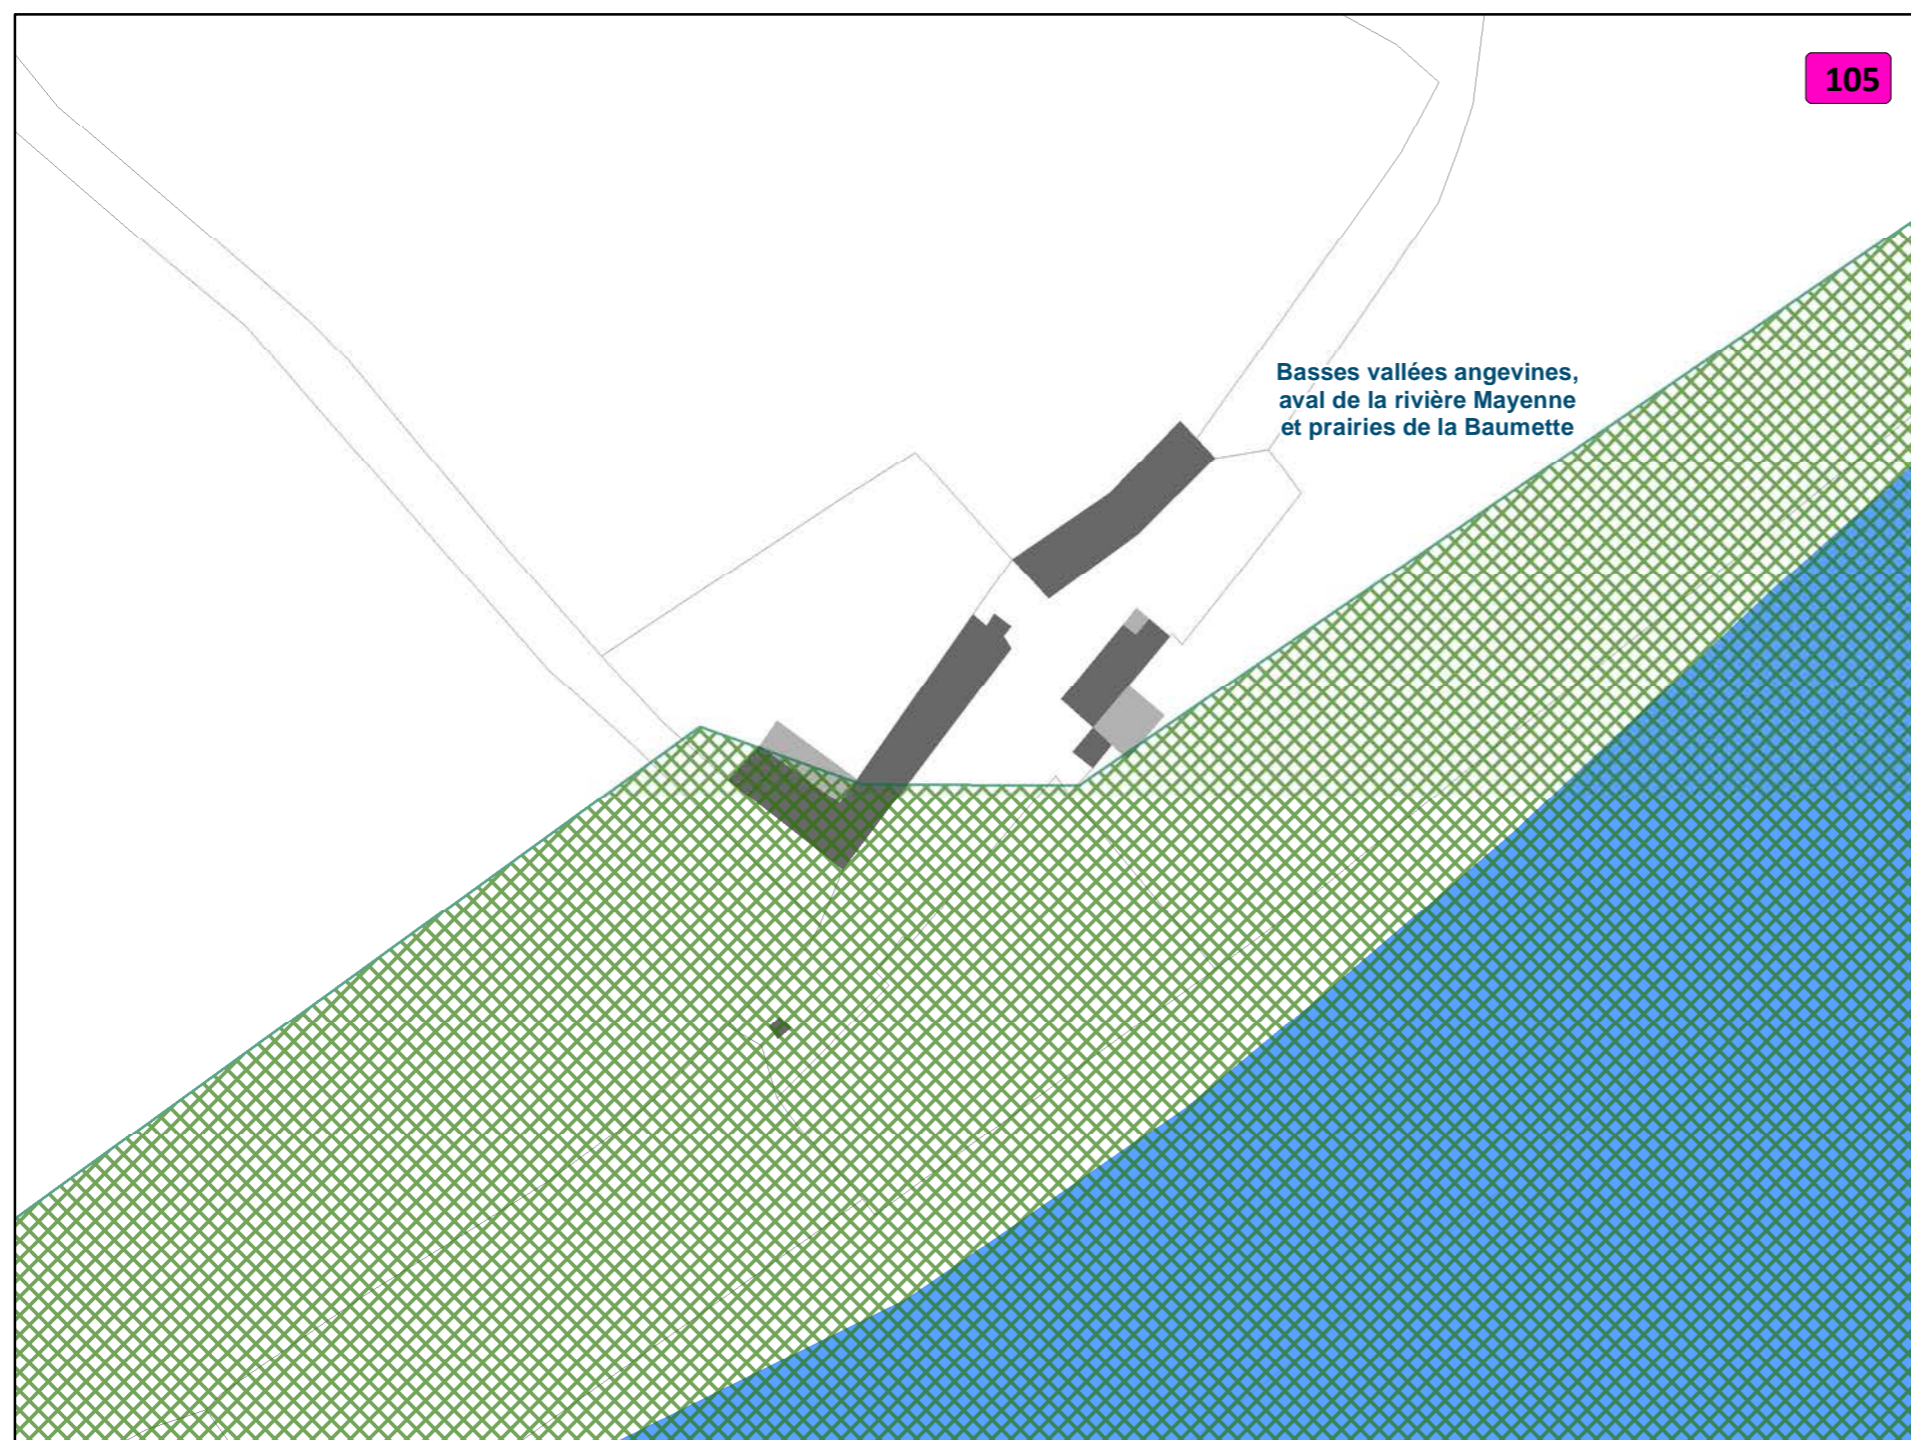 105
Basses vallées angevines,
aval de la rivière Mayenne
et prairies de la Baumette